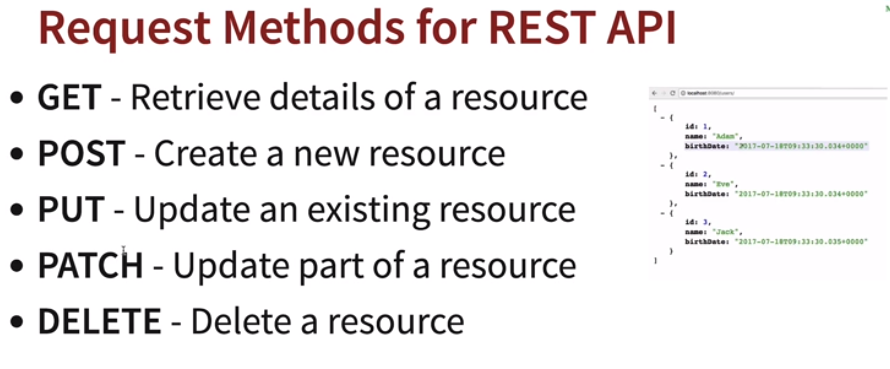 Request Methods for REST API
• GET - Retrieve details of a resource
• POST - Create a new resource
• PUT - Update an existing resource
• PATCH - Update part of a resource
• DELETE - Delete a resource
localhost:8080/users/
[
- {
id: 1,
name: "Adam",
birthDate: "2017-07-18T09:33:30.034+0000"
},
- {
id: 2,
name: "Eve",
birthDate: "2017-07-18T09:33:30.034+0000"
},
- {
id: 3,
name: "Jack",
birthDate: "2017-07-18T09:33:30.035+0000"
}
]